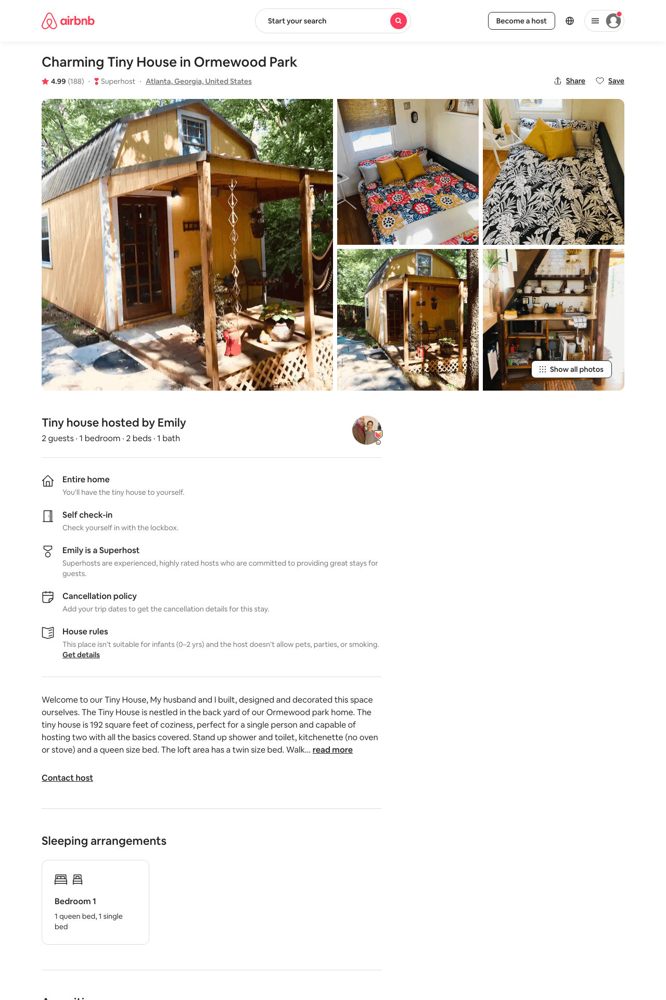 airbnb
Start your search
Become a host
Charming Tiny House in Ormewood Park
4.99 (188) · Superhost · Atlanta, Georgia, United States
Share
Save
Show all photos
Tiny house hosted by Emily
2 guests · 1 bedroom · 2 beds · 1 bath
Entire home
You’ll have the tiny house to yourself.
Self check-in
Check yourself in with the lockbox.
Emily is a Superhost
Superhosts are experienced, highly rated hosts who are committed to providing great stays for
guests.
Cancellation policy
Add your trip dates to get the cancellation details for this stay.
House rules
This place isn’t suitable for infants (0–2 yrs) and the host doesn’t allow pets, parties, or smoking.
Get details
Welcome to our Tiny House, My husband and I built, designed and decorated this space
ourselves. The Tiny House is nestled in the back yard of our Ormewood park home. The
tiny house is 192 square feet of coziness, perfect for a single person and capable of
hosting two with all the basics covered. Stand up shower and toilet, kitchenette (no oven
or stove) and a queen size bed. The loft area has a twin size bed. Walk... read more
Contact host
Sleeping arrangements
Bedroom 1
1 queen bed, 1 single
bed